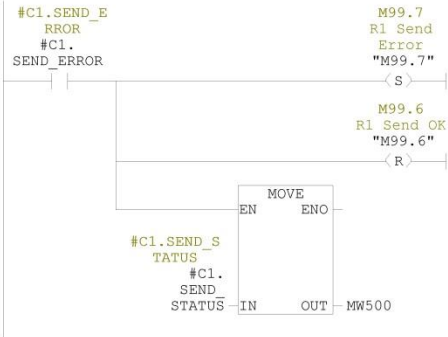 #C1.SEND_E
RROR
#C1.
SEND_ERROR
M99.7
R1 Send
Error
"M99.7"
S
M99.6
R1 Send OK
"M99.6"
R
MOVE
EN ENO
#C1.SEND_S
TATUS
#C1.
SEND_
STATUS IN OUT MW500